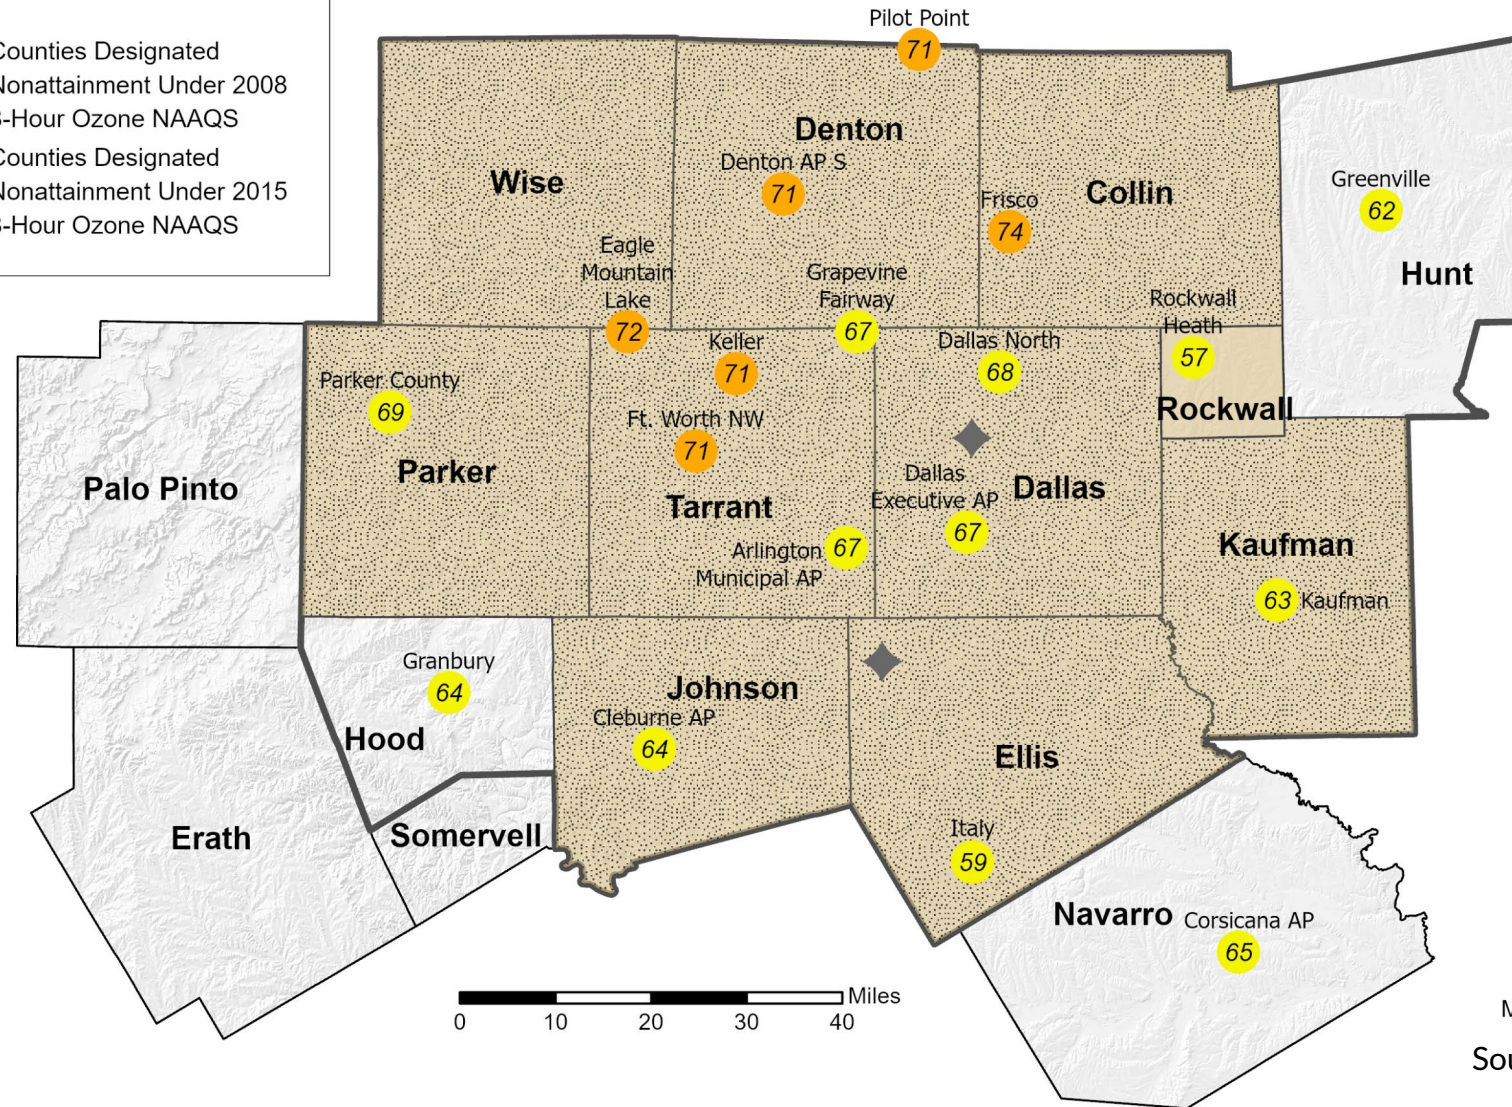 Counties Designated
Nonattainment Under 2008
8-Hour Ozone NAAQS
Counties Designated
Nonattainment Under 2015
8-Hour Ozone NAAQS
Pilot Point
71
Denton
Denton AP S
71
Wise
Collin
Frisco
74
Greenville
62
Hunt
Eagle
Mountain
Lake
72
Grapevine
Fairway
67
Rockwall
Heath
57
Rockwall
Keller
71
Dallas North
68
Parker County
69
Parker
Ft. Worth NW
71
Tarrant
Palo Pinto
Dallas
Executive AP
67
Dallas
Arlington
Municipal AP
67
Kaufman
63
Kaufman
Granbury
64
Hood
Johnson
Cleburne AP
64
Ellis
Italy
59
Erath
Somervell
Navarro
Corsicana AP
65
Miles
0 10 20 30 40
M
Sou